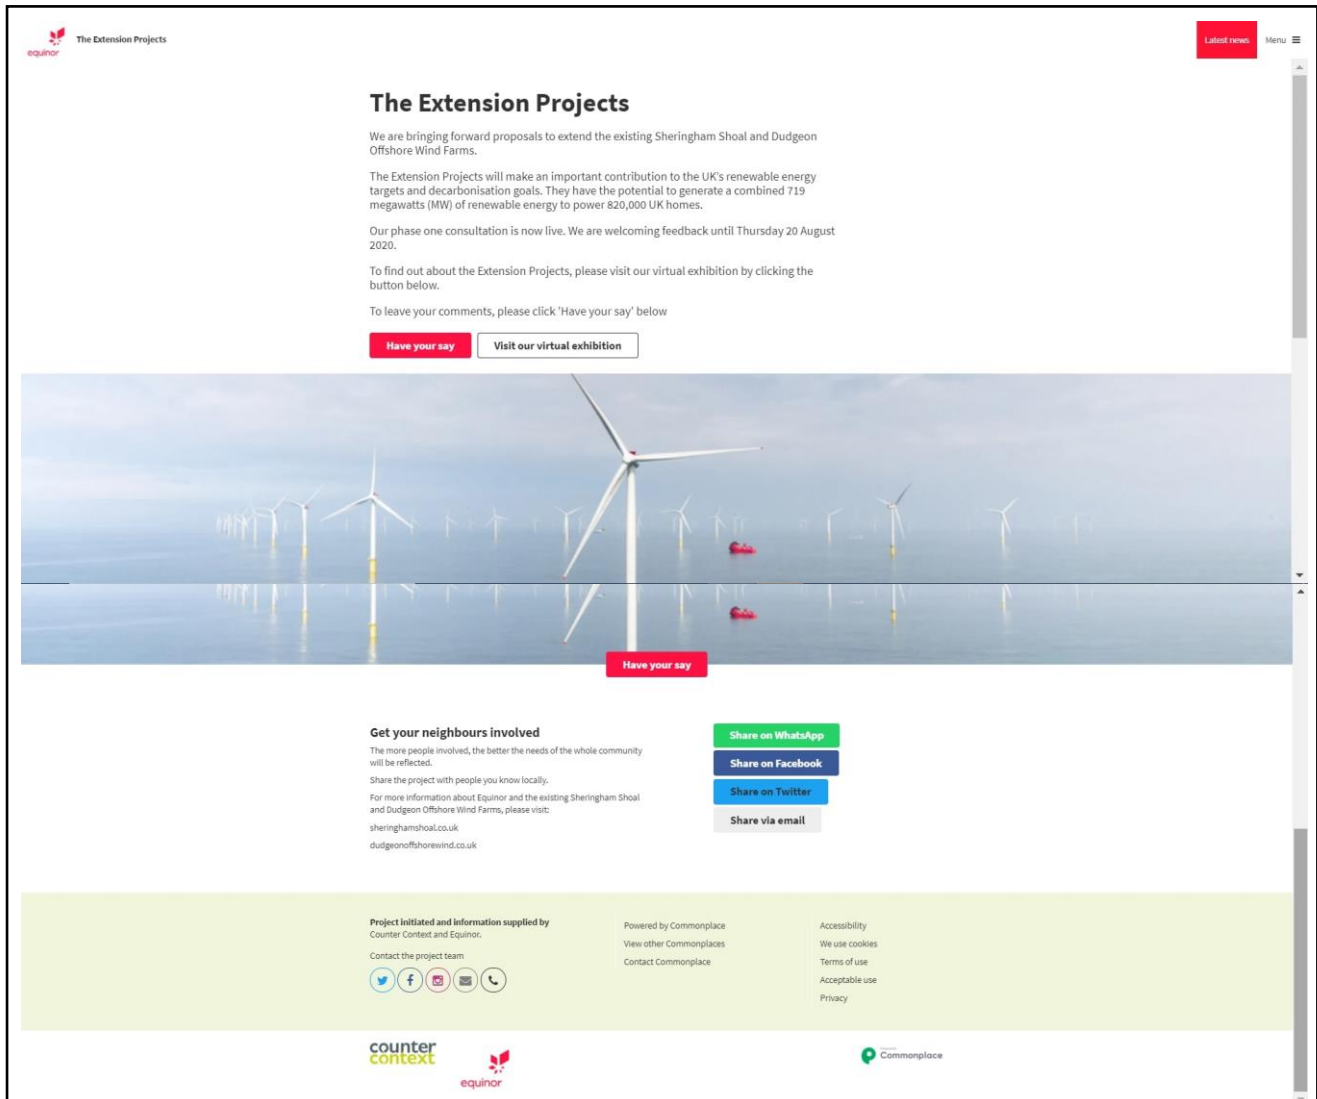 equinor
The Extension Projects
Latest news
Menu
The Extension Projects
We are bringing forward proposals to extend the existing Sheringham Shoal and Dudgeon
Offshore Wind Farms.
The Extension Projects will make an important contribution to the UK's renewable energy
targets and decarbonisation goals. They have the potential to generate a combined 719
megawatts (MW) of renewable energy to power 820,000 UK homes.
Our phase one consultation is now live. We are welcoming feedback until Thursday 20 August
2020.
To find out about the Extension Projects, please visit our virtual exhibition by clicking the
button below.
To leave your comments, please click 'Have your say' below
Have your say
Visit our virtual exhibition
Have your say
Get your neighbours involved
The more people involved, the better the needs of the whole community
will be reflected.
Share the project with people you know locally.
For more information about Equinor and the existing Sheringham Shoal
and Dudgeon Offshore Wind Farms, please visit:
sheringhamshoal.co.uk
dudgeonoffshorewind.co.uk
Share on WhatsApp
Share on Facebook
Share on Twitter
Share via email
Project initiated and information supplied by
Counter Context and Equinor.
Contact the project team
Powered by Commonplace
View other Commonplaces
Contact Commonplace
Accessibility
We use cookies
Terms of use
Acceptable use
Privacy
counter
context
equinor
Commonplace